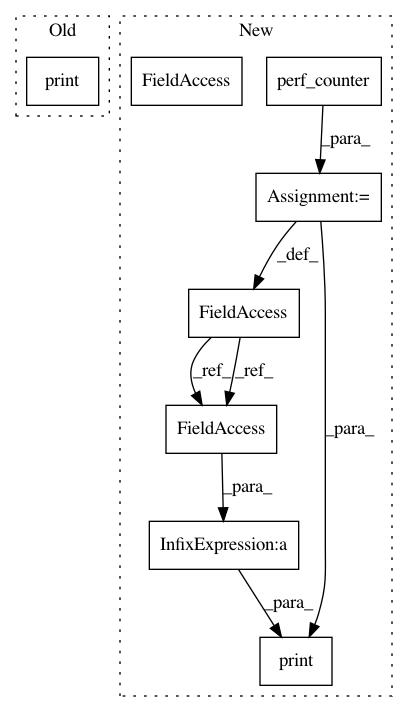 Old
New
print
FieldAccess
perf_counter
_para_
Assignment:=
_def_
FieldAccess
_ref_
_ref_
FieldAccess
_para_
_para_
InfixExpression:a
_para_
print